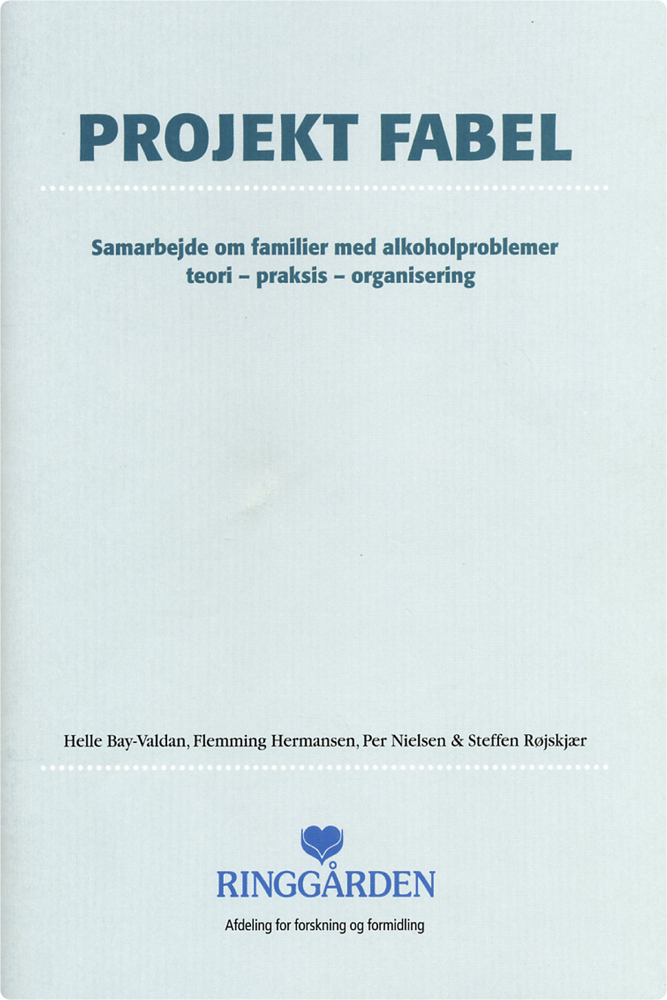 PROJEKT FABEL
Samarbejde om familier med alkoholproblemer
teori – praksis – organisering
Helle Bay-Valdan, Flemming Hermansen, Per Nielsen & Steffen Røjskjær
RINGGÅRDEN
Afdeling for forskning og formidling